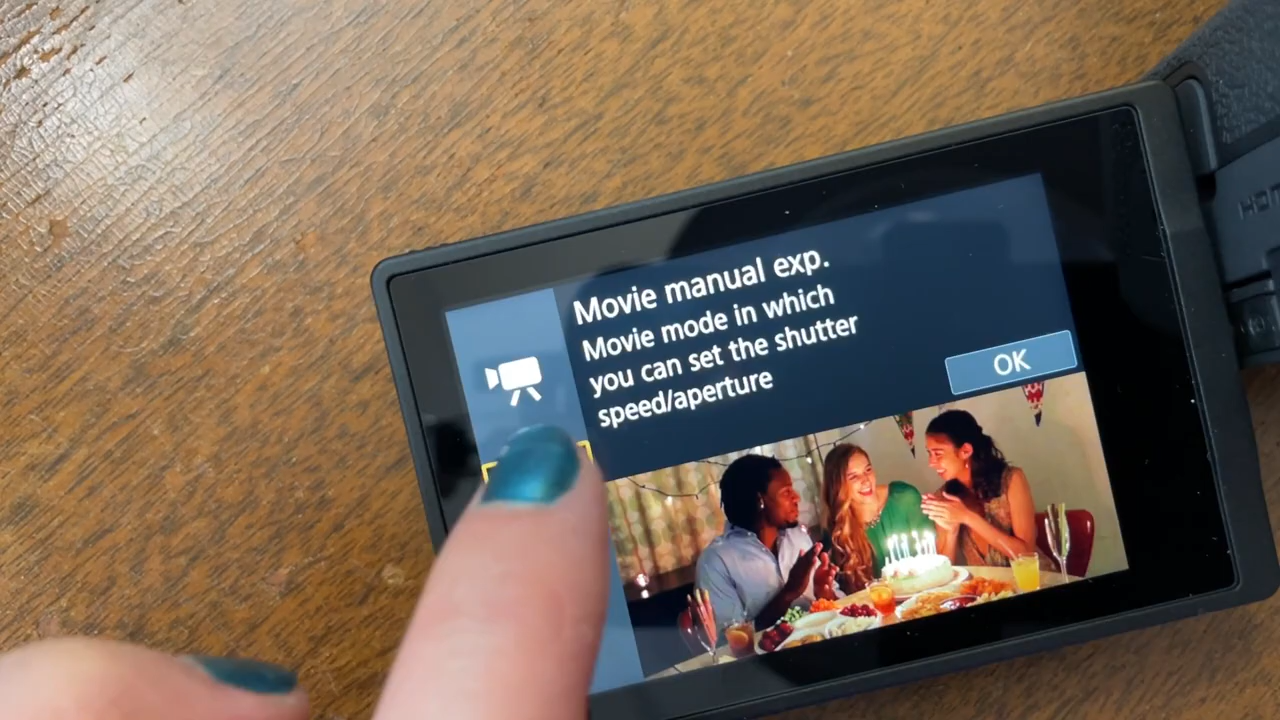 Movie manual exp.
Movie mode in which
you can set the shutter
speed/aperture
OK